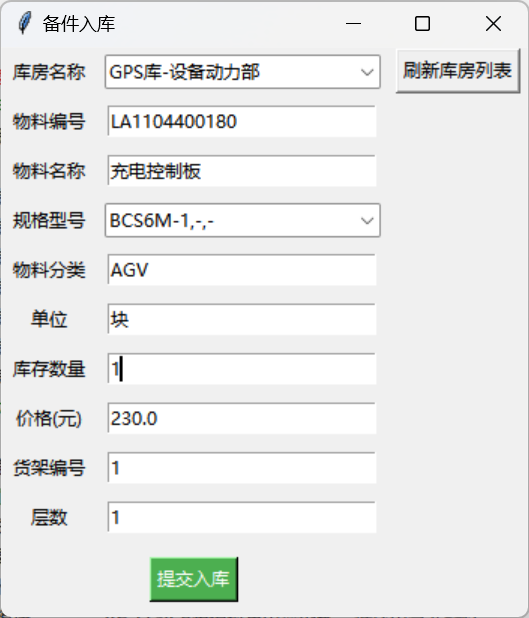 备件入库
库房名称 GPS库-设备动力部 刷新库房列表
物料编号 LA1104400180
物料名称 充电控制板
规格型号 BCS6M-1,-,-
物料分类 AGV
单位 块
库存数量 1
价格(元) 230.0
货架编号 1
层数 1
提交入库